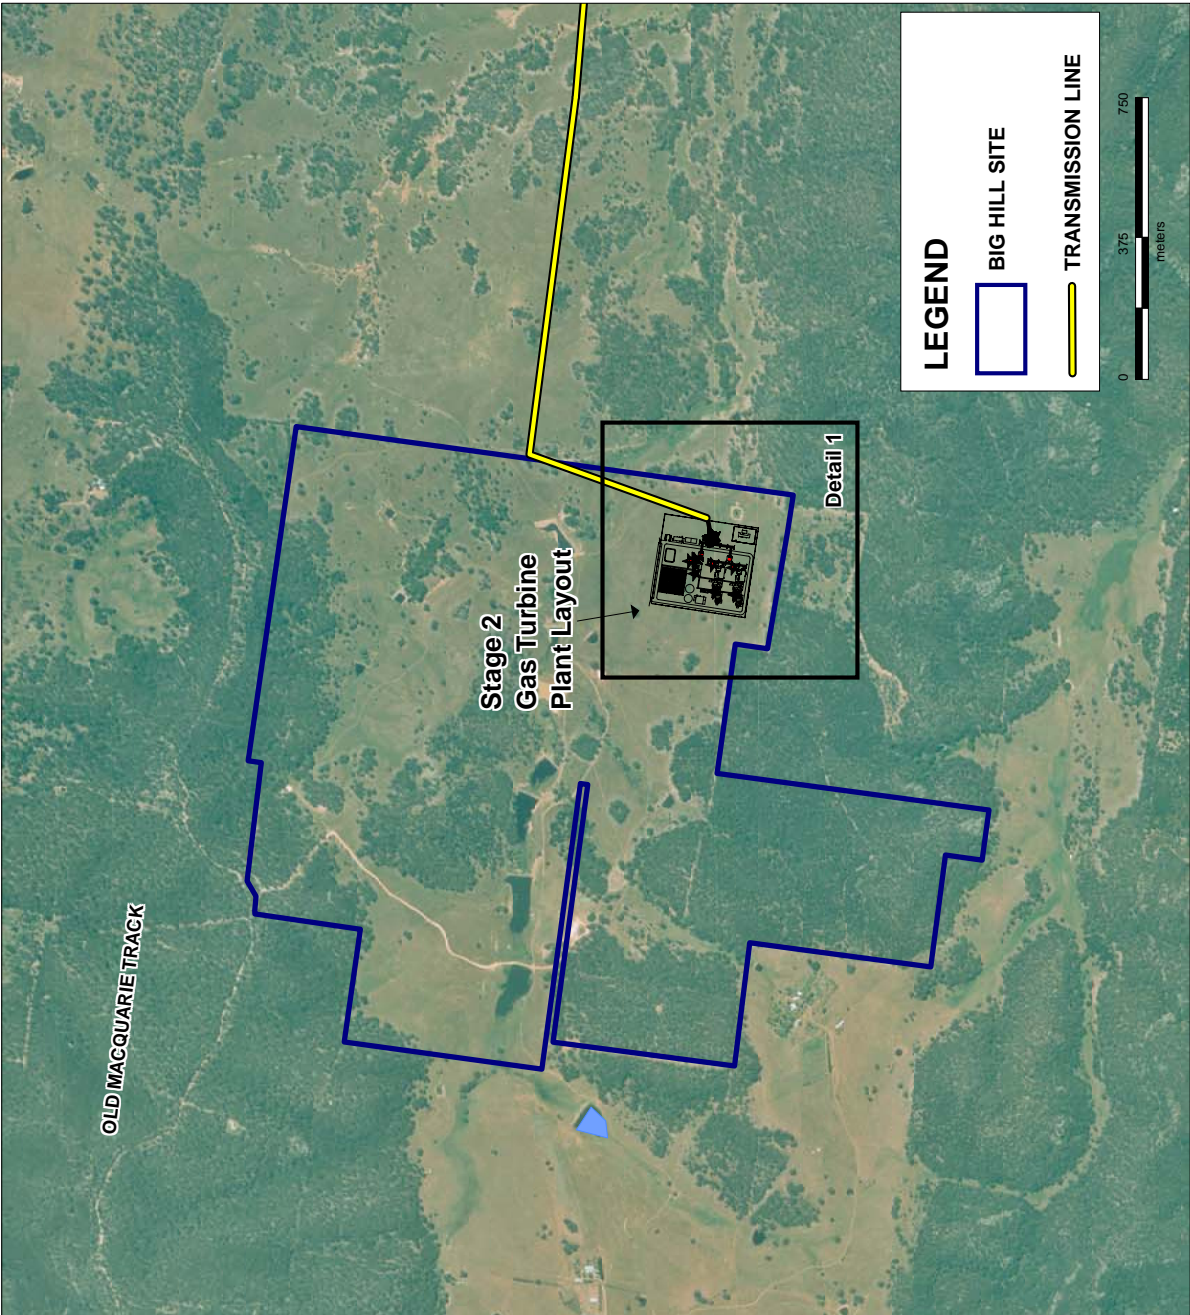 OLD MACQUARIE TRACK
Stage 2
Gas Turbine
Plant Layout
Detail 1
LEGEND
BIG HILL SITE
TRANSMISSION LINE
0 375 750
meters